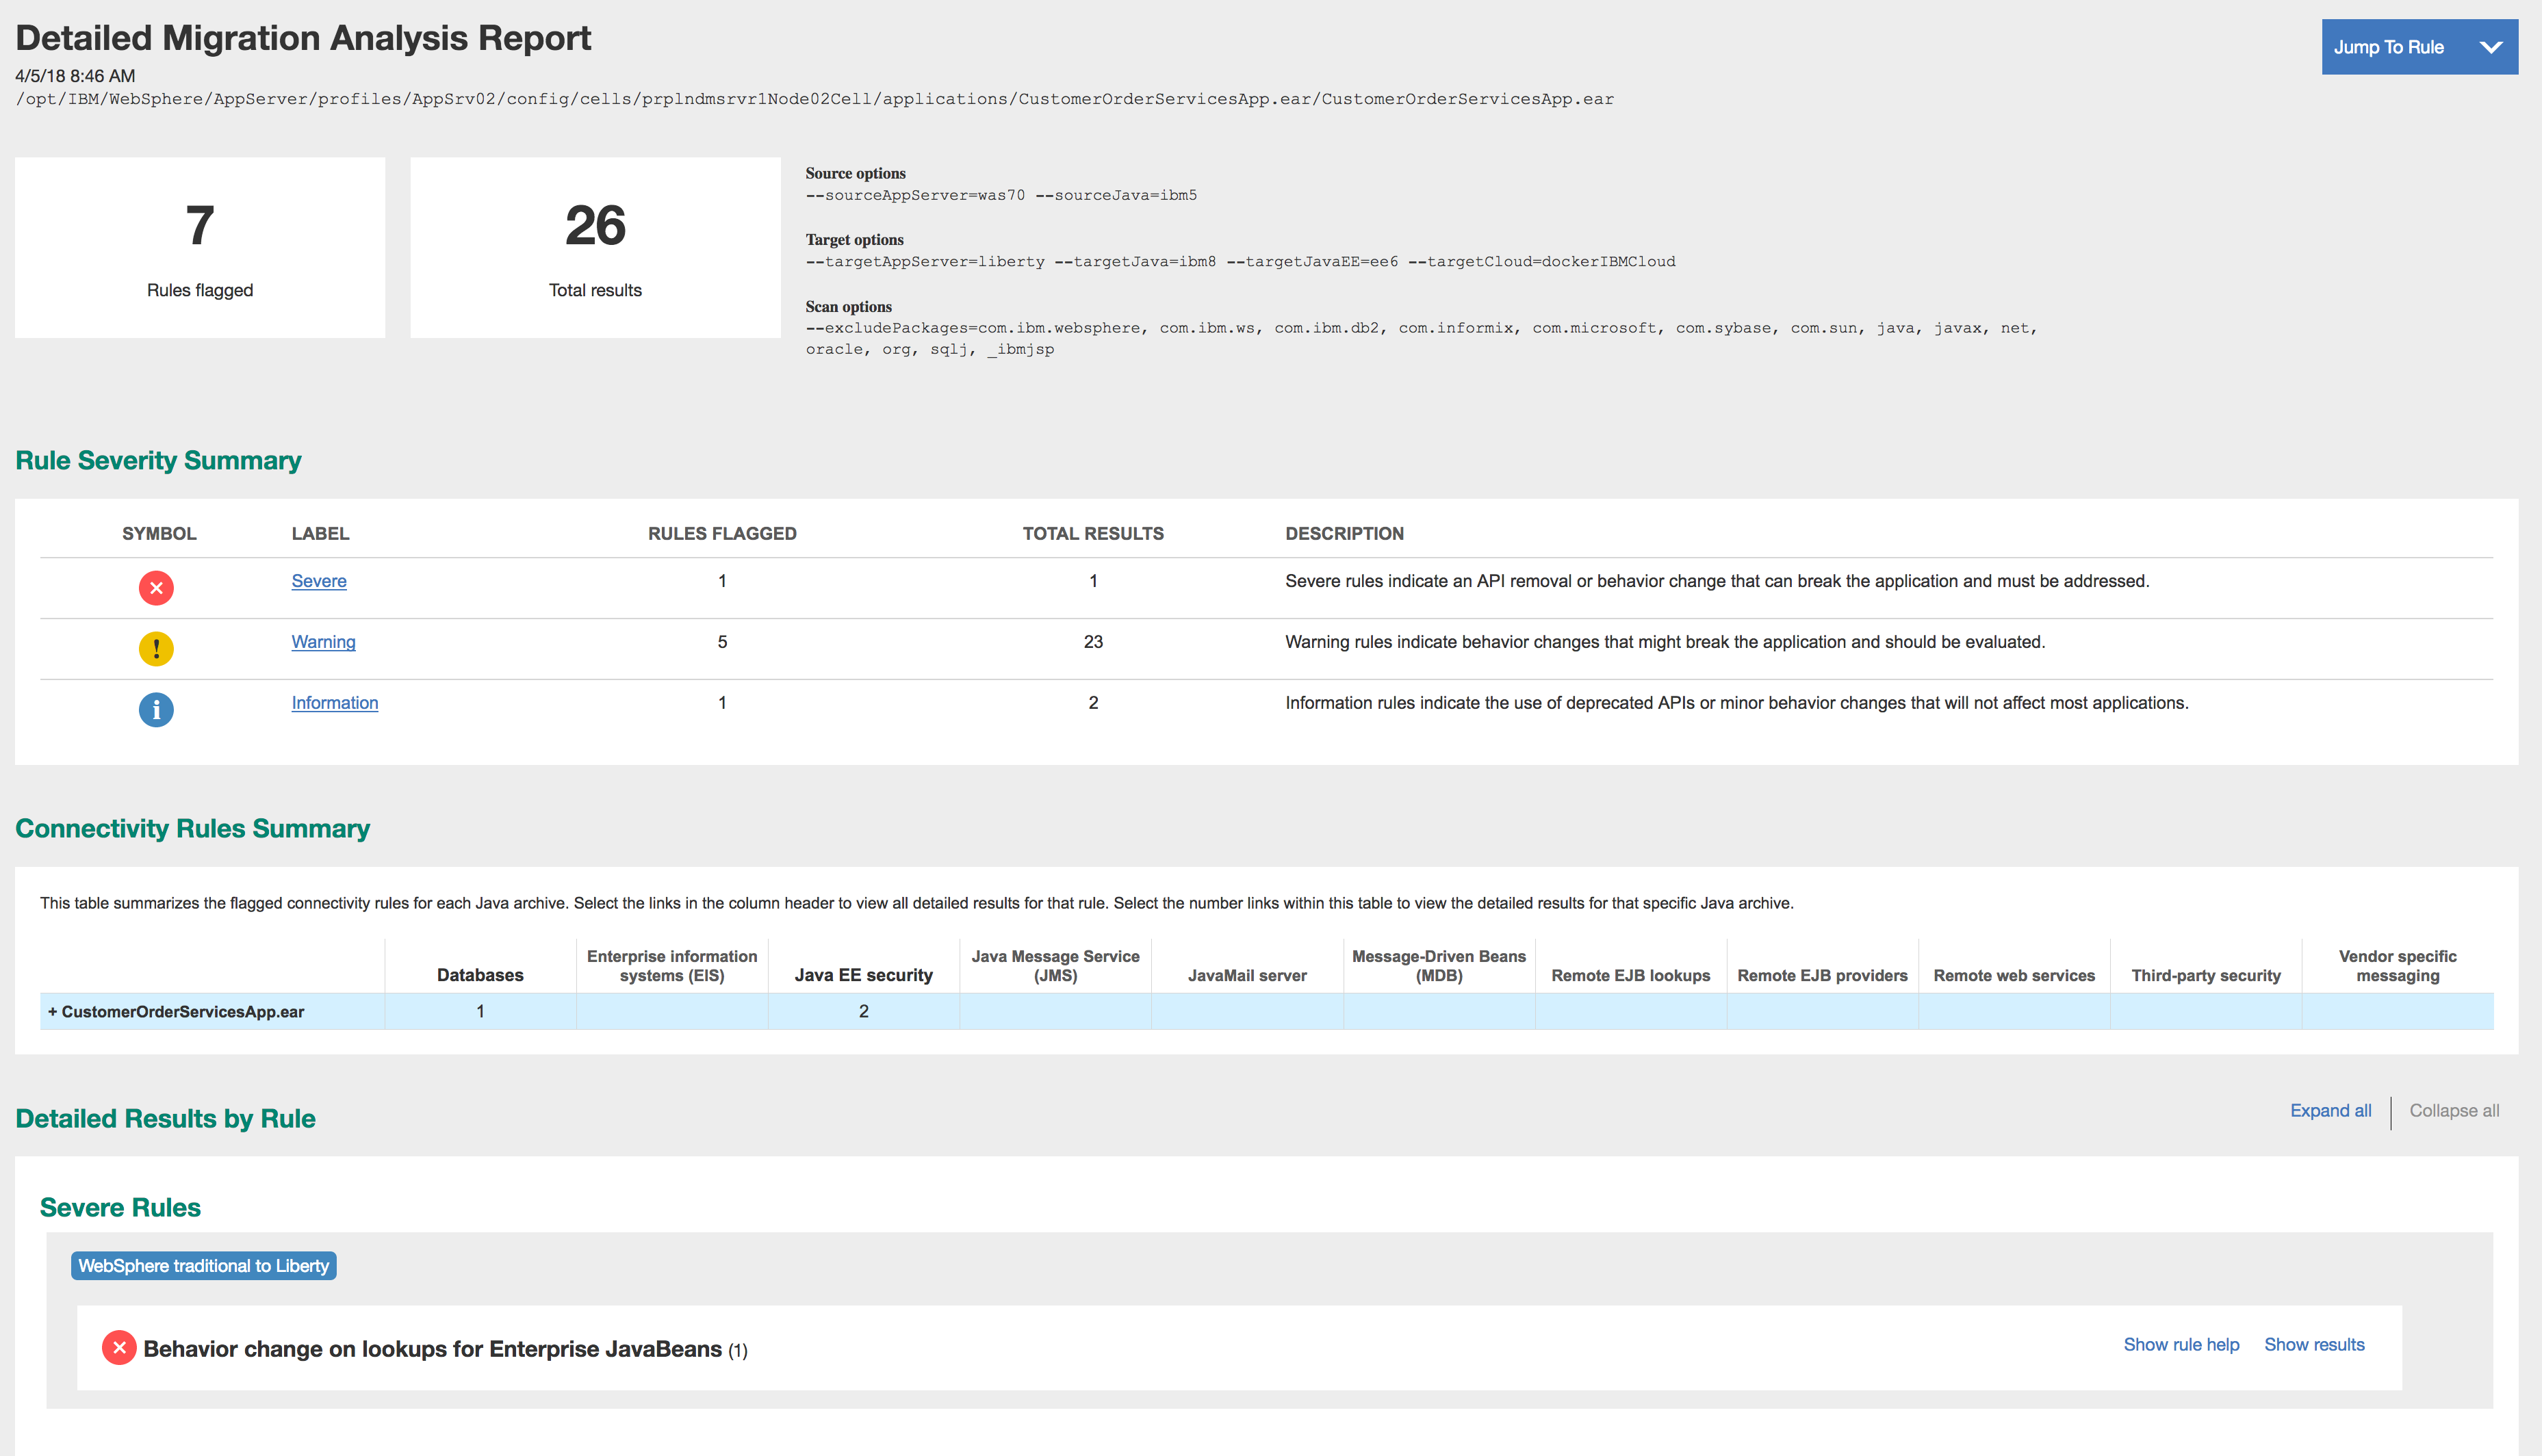 Detailed Migration Analysis Report
Jump To Rule
4/5/18 8:46 AM
/opt/IBM/WebSphere/AppServer/profiles/AppSrv02/config/cells/prplndmsrvr1Node02Cell/applications/CustomerOrderServicesApp.ear/CustomerOrderServicesApp.ear
7
Rules flagged
26
Total results
Source options
--sourceAppServer=was70 --sourceJava=ibm5
Target options
--targetAppServer=liberty --targetJava=ibm8 --targetJavaEE=ee6 --targetCloud=dockerIBMCloud
Scan options
--excludePackages=com.ibm.websphere, com.ibm.ws, com.ibm.db2, com.informix, com.microsoft, com.sybase, com.sun, java, javax, net,
oracle, org, sqlj, _ibmjsp
Rule Severity Summary
SYMBOL LABEL RULES FLAGGED TOTAL RESULTS DESCRIPTION
Severe 1 1 Severe rules indicate an API removal or behavior change that can break the application and must be addressed.
! Warning 5 23 Warning rules indicate behavior changes that might break the application and should be evaluated.
i Information 1 2 Information rules indicate the use of deprecated APIs or minor behavior changes that will not affect most applications.
Connectivity Rules Summary
This table summarizes the flagged connectivity rules for each Java archive. Select the links in the column header to view all detailed results for that rule. Select the number links within this table to view the detailed results for that specific Java archive.
Databases
Enterprise information
systems (EIS)
Java EE security
Java Message Service
(JMS)
JavaMail server
Message-Driven Beans
(MDB)
Remote EJB lookups
Remote EJB providers
Remote web services
Third-party security
Vendor specific
messaging
+ CustomerOrderServicesApp.ear 1 2
Detailed Results by Rule
Expand all Collapse all
Severe Rules
WebSphere traditional to Liberty
Behavior change on lookups for Enterprise JavaBeans (1)
Show rule help Show results